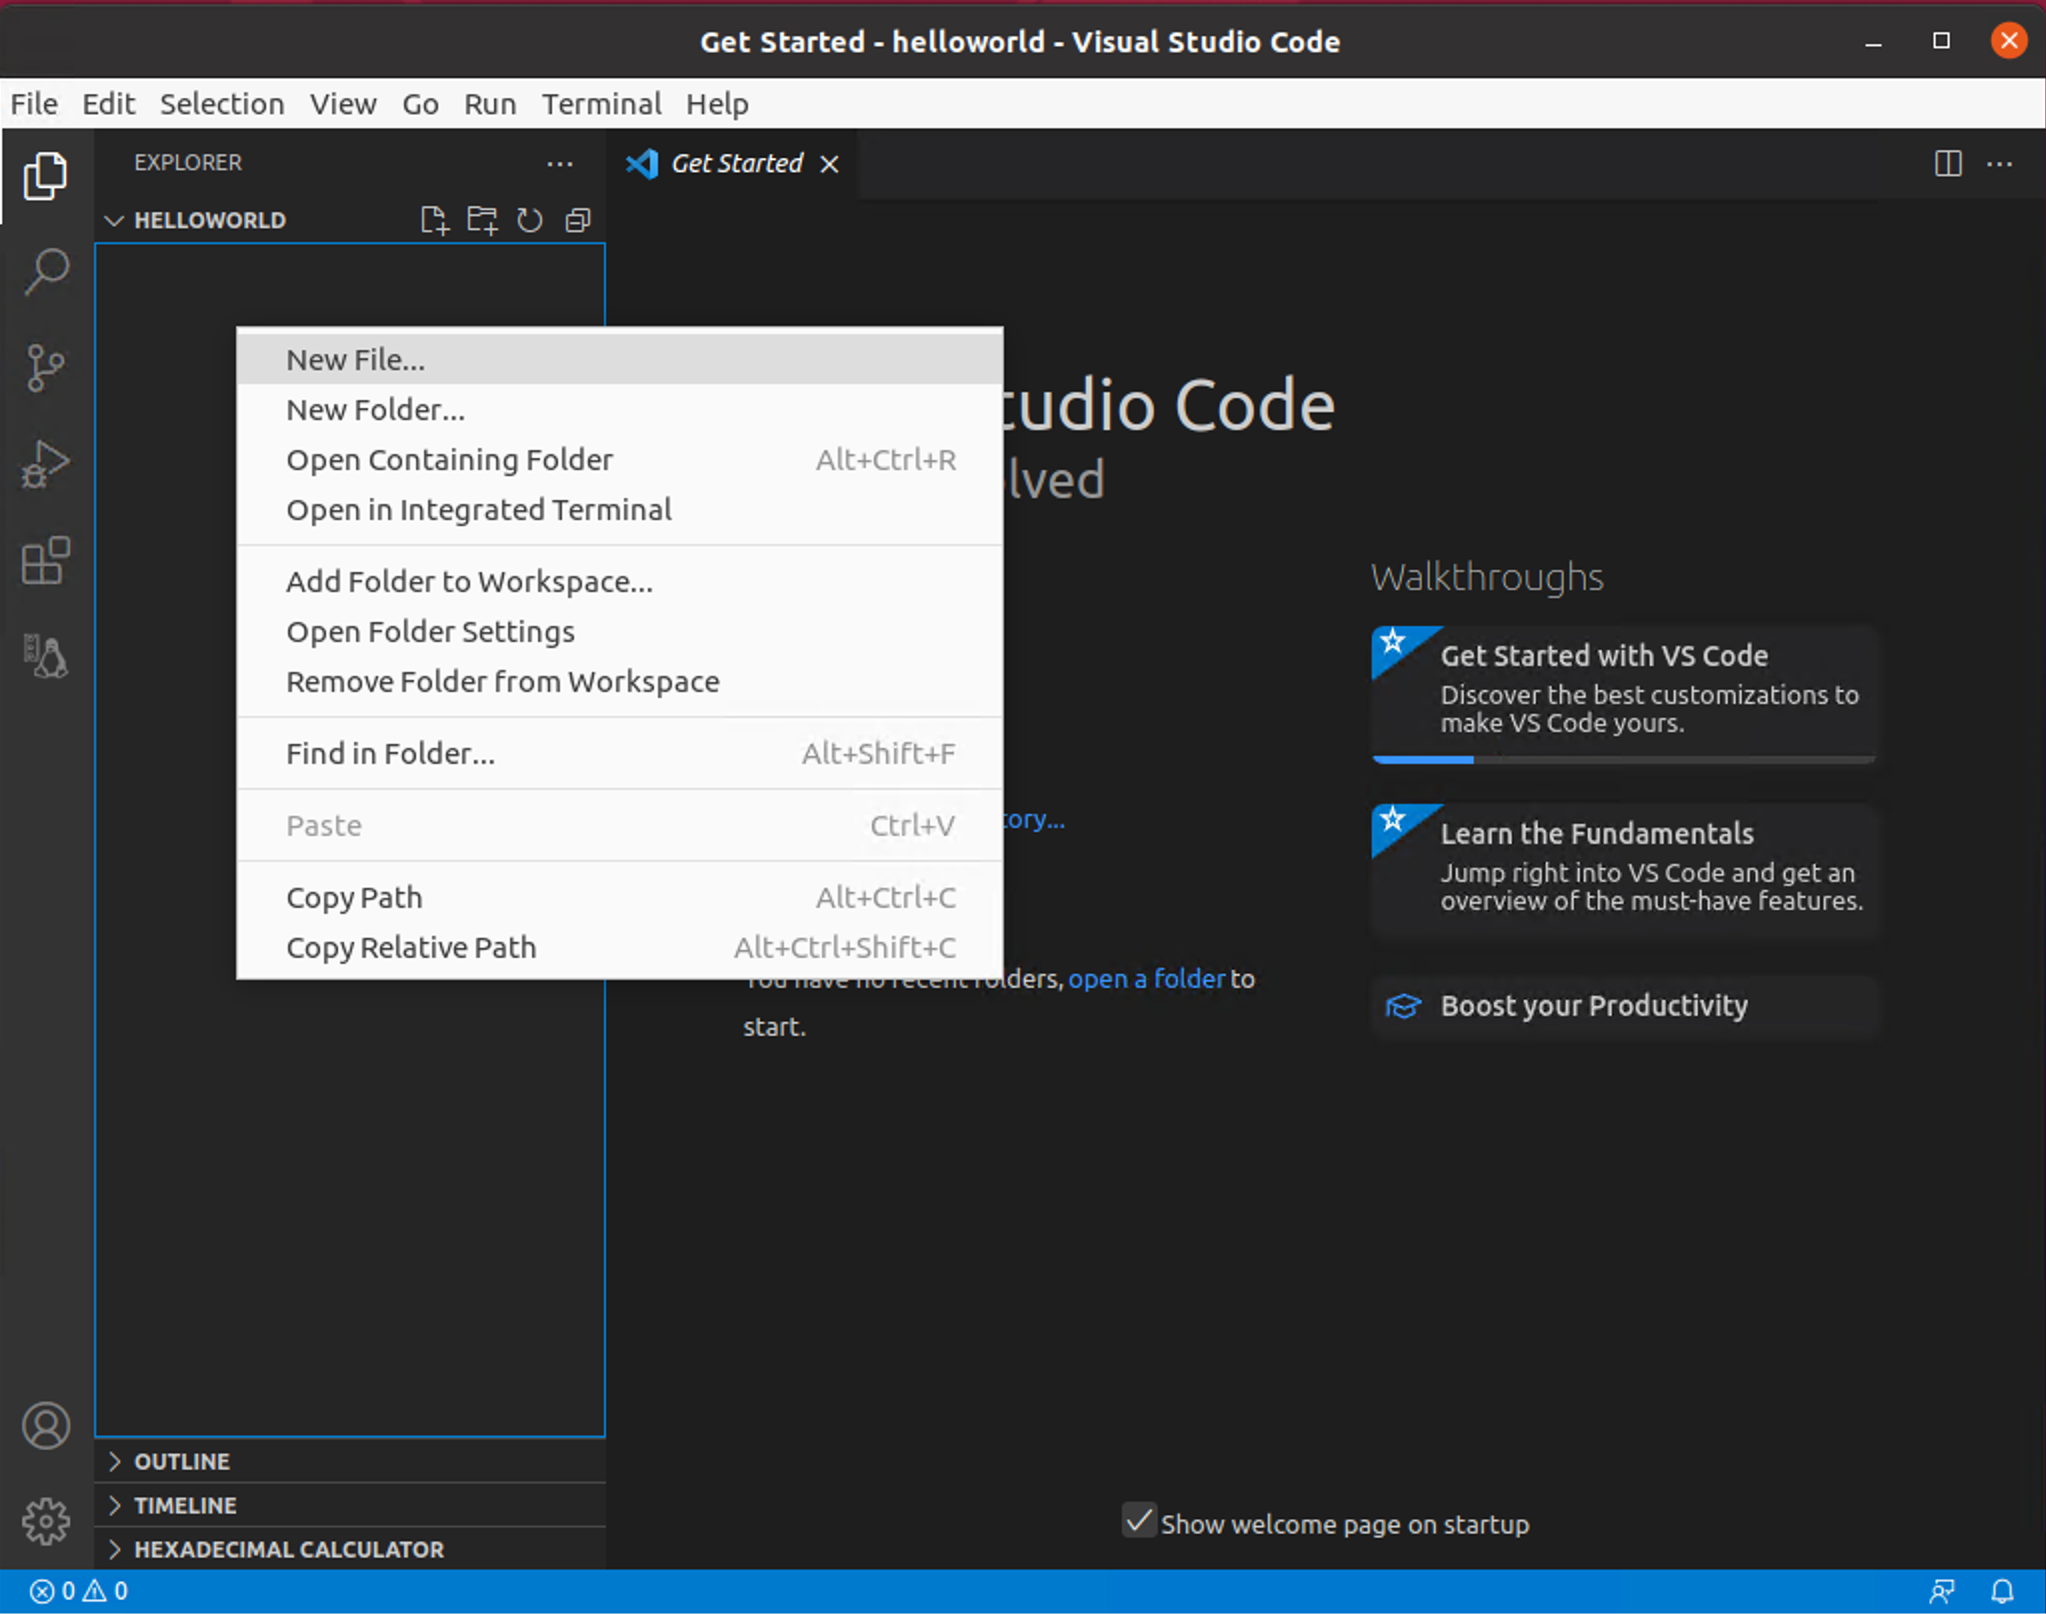 Get Started - helloworld - Visual Studio Code
File Edit Selection View Go Run Terminal Help
EXPLORER
Get Started
HELLOWORLD
New File...
New Folder...
Open Containing Folder Alt+Ctrl+R
Open in Integrated Terminal
Add Folder to Workspace...
Open Folder Settings
Remove Folder from Workspace
Find in Folder... Alt+Shift+F
Paste Ctrl+V
Copy Path Alt+Ctrl+C
Copy Relative Path Alt+Ctrl+Shift+C
tudio Code
lved
tory...
You have no recent folders, open a folder to
start.
Walkthroughs
Get Started with VS Code
Discover the best customizations to
make VS Code yours.
Learn the Fundamentals
Jump right into VS Code and get an
overview of the must-have features.
Boost your Productivity
OUTLINE
TIMELINE
HEXADECIMAL CALCULATOR
Show welcome page on startup
0 0